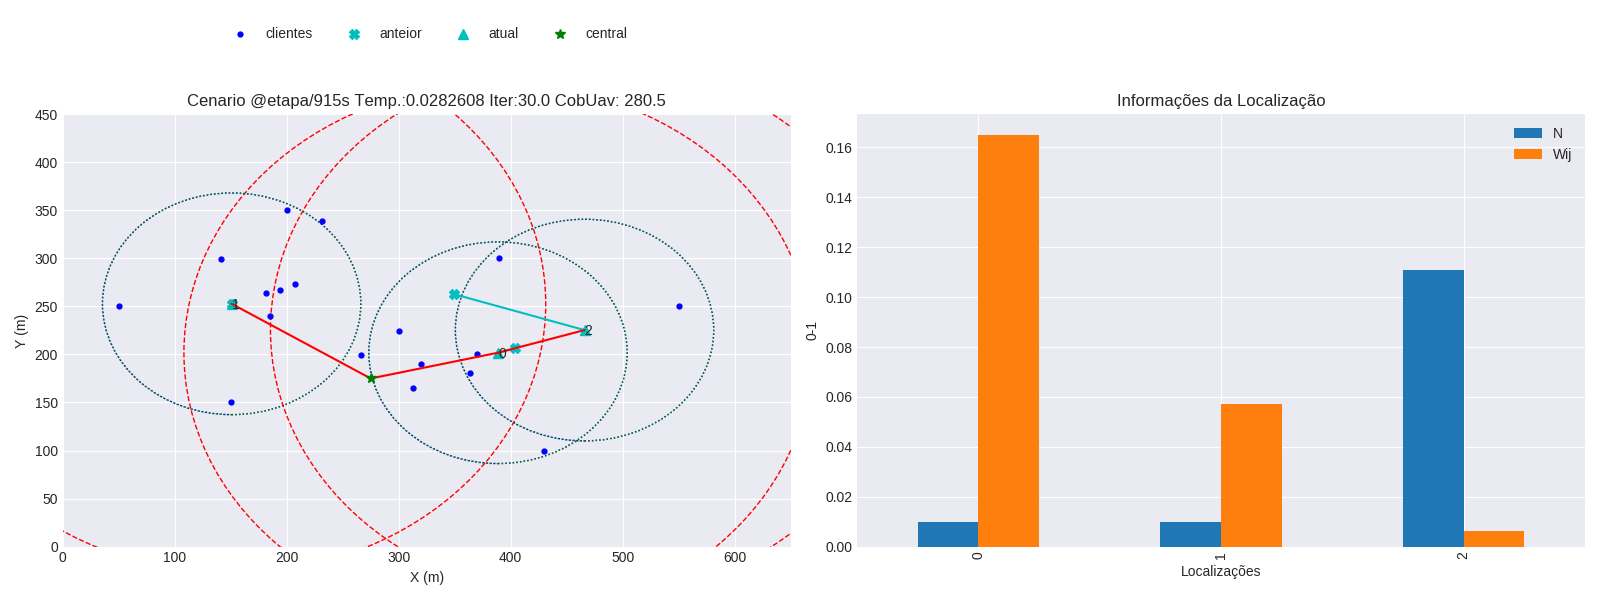 clientes anteior atual central
Cenario @etapa/915s Temp.:0.0282608 Iter:30.0 CobUav: 280.5
450
400
350
300
250
200
150
100
50
0
Y (m)
1
2
0
0 100 200 300 400 500 600
X (m)
Informações da Localização
N
Wij
0.16
0.14
0.12
0.10
0.08
0.06
0.04
0.02
0.00
0-1
0 1 2
Localizações